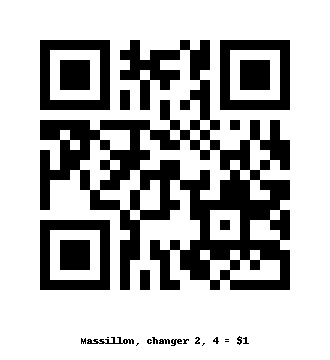 Massillon, changer 2, 4 = $1